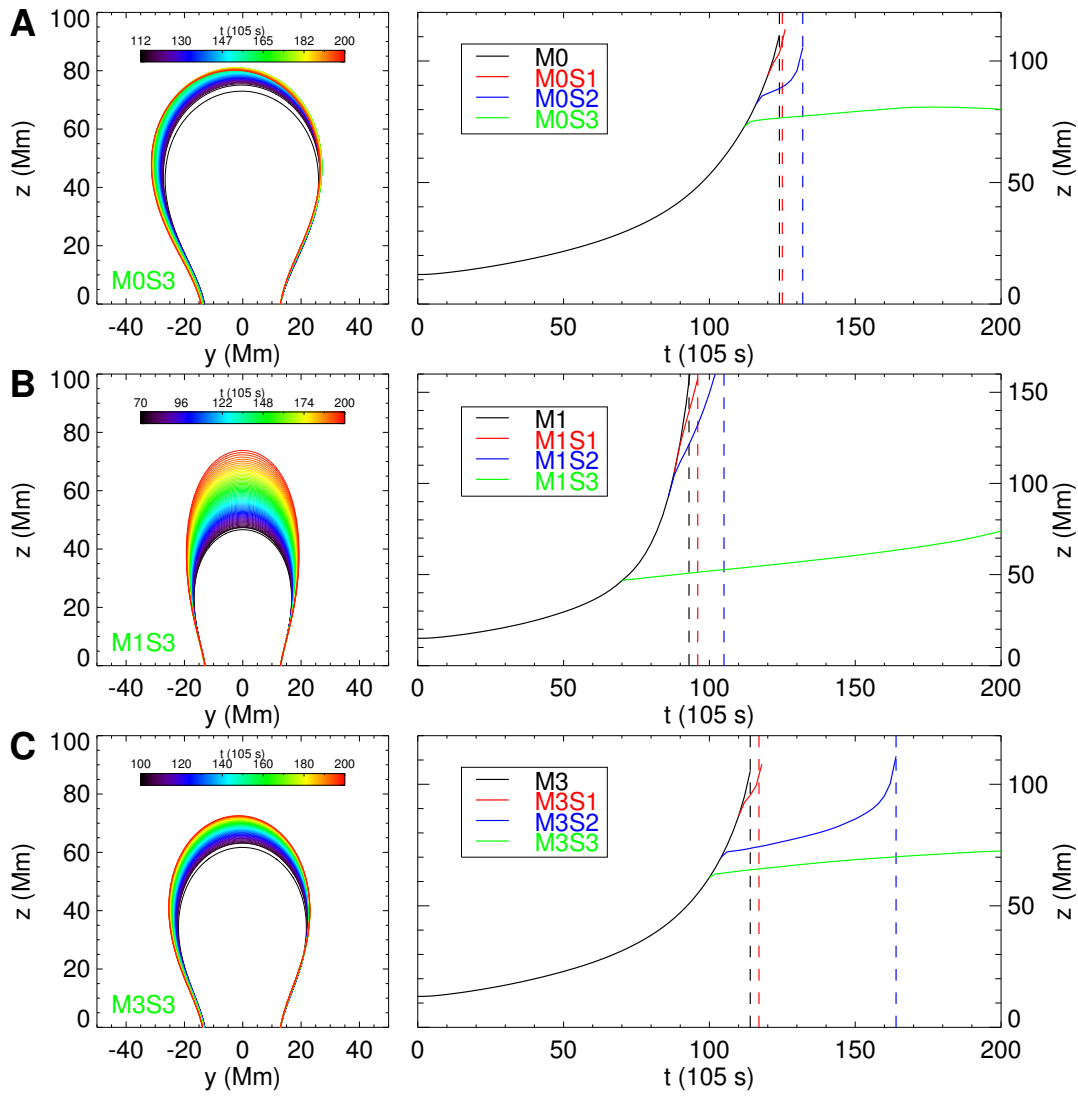 A
t (105 s)
112 130 147 165 182 200
100
80
60
40
20
0
z (Mm)
M0S3
-40 -20 0 20 40
y (Mm)
M0
M0S1
M0S2
M0S3
100
50
0
z (Mm)
0 50 100 150 200
t (105 s)
B
t (105 s)
70 96 122 148 174 200
100
80
60
40
20
0
z (Mm)
M1S3
-40 -20 0 20 40
y (Mm)
M1
M1S1
M1S2
M1S3
150
100
50
0
z (Mm)
0 50 100 150 200
t (105 s)
C
t (105 s)
100 120 140 160 180 200
100
80
60
40
20
0
z (Mm)
M3S3
-40 -20 0 20 40
y (Mm)
M3
M3S1
M3S2
M3S3
100
50
0
z (Mm)
0 50 100 150 200
t (105 s)